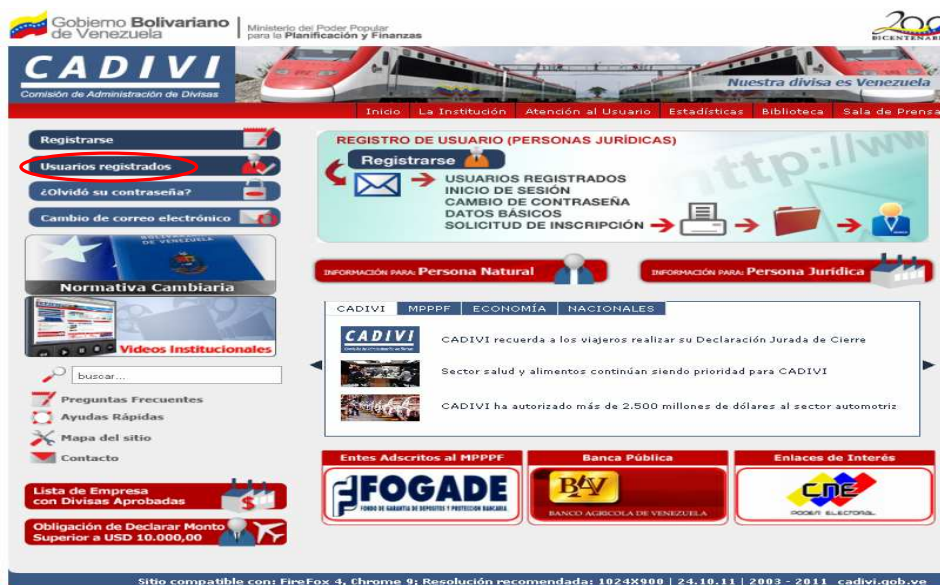 Gobierno Bolivariano
de Venezuela
Ministerio del Poder Popular
para la Planificación y Finanzas
200
BICENTENARIO
CADIVI
Comisión de Administración de Divisas
Nuestra divisa es Venezuela
Inicio La Institución Atención al Usuario Estadísticas Biblioteca Sala de Prensa
Registrarse
Usuarios registrados
¿Olvidó su contraseña?
Cambio de correo electrónico
DE VENEZUELA
Normativa Cambiaria
Videos Institucionales
buscar...
Preguntas Frecuentes
Ayudas Rápidas
Mapa del sitio
Contacto
Lista de Empresa
con Divisas Aprobadas
Obligación de Declarar Monto
Superior a USD 10.000,00
REGISTRO DE USUARIO (PERSONAS JURÍDICAS)
http://www
Registrarse
USUARIOS REGISTRADOS
INICIO DE SESIÓN
CAMBIO DE CONTRASEÑA
DATOS BÁSICOS
SOLICITUD DE INSCRIPCIÓN
INFORMACIÓN PARA: Persona Natural
INFORMACIÓN PARA: Persona Jurídica
CADIVI MPPPF ECONOMÍA NACIONALES
CADIVI
CADIVI recuerda a los viajeros realizar su Declaración Jurada de Cierre
Sector salud y alimentos continúan siendo prioridad para CADIVI
CADIVI ha autorizado más de 2.500 millones de dólares al sector automotriz
Entes Adscritos al MPPPF
FOGADE
FONDO DE GARANTIA DE DEPOSITOS Y PROTECCION BANCARIA
Banca Pública
BAV
BANCO AGRICOLA DE VENEZUELA
Enlaces de Interés
CNE
PODER ELECTORAL
Sitio compatible con: FireFox 4, Chrome 9; Resolución recomendada: 1024X900 | 24.10.11 | 2003 - 2011 cadivi.gob.ve